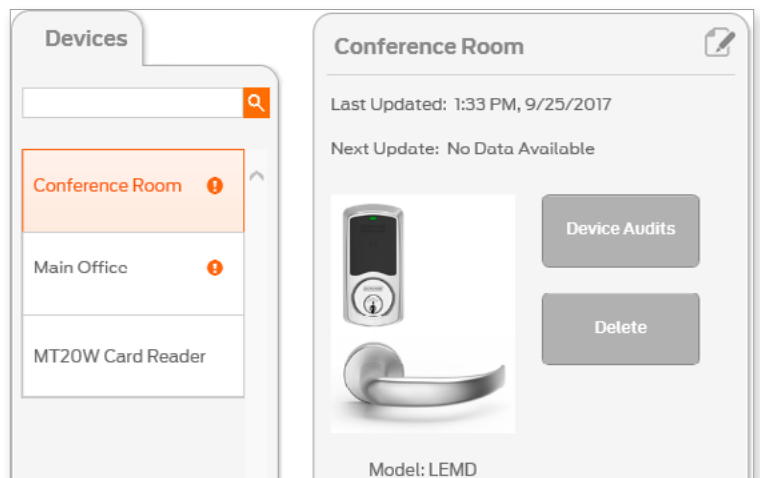 Devices
Conference Room
Main Office
MT20W Card Reader
Conference Room
Last Updated: 1:33 PM, 9/25/2017
Next Update: No Data Available
Device Audits
Delete
Model: LEMD